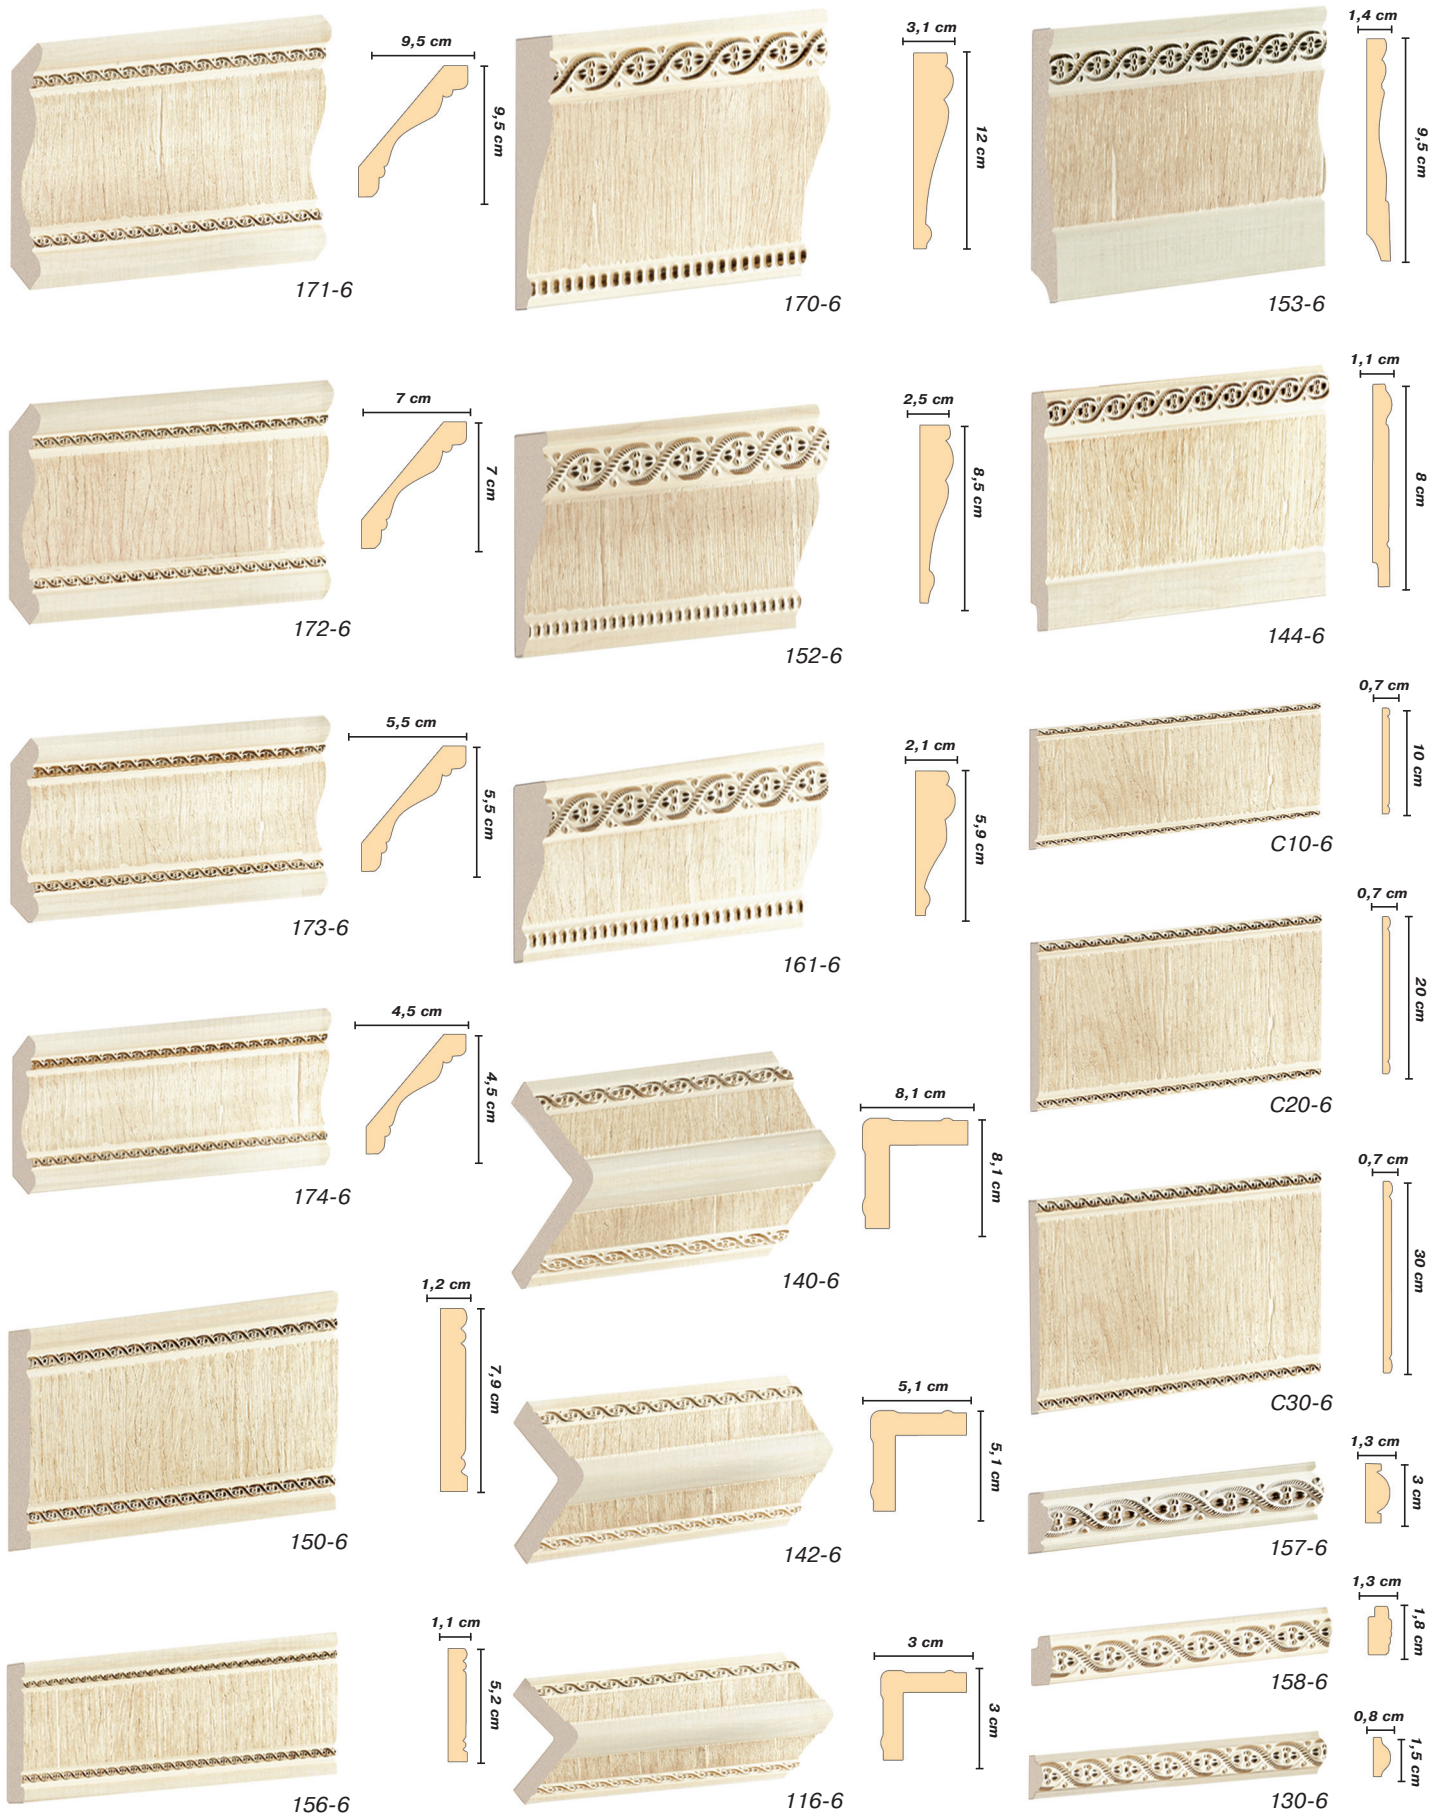 9,5 cm
9,5 cm
171-6
3,1 cm
12 cm
170-6
1,4 cm
9,5 cm
153-6
7 cm
7 cm
172-6
2,5 cm
8,5 cm
152-6
1,1 cm
8 cm
144-6
5,5 cm
5,5 cm
173-6
2,1 cm
5,9 cm
161-6
0,7 cm
10 cm
C10-6
0,7 cm
20 cm
C20-6
4,5 cm
4,5 cm
174-6
8,1 cm
8,1 cm
140-6
0,7 cm
30 cm
C30-6
1,2 cm
7,9 cm
150-6
5,1 cm
5,1 cm
142-6
1,3 cm
3 cm
157-6
1,1 cm
5,2 cm
156-6
3 cm
3 cm
116-6
1,3 cm
1,8 cm
158-6
0,8 cm
1,5 cm
130-6